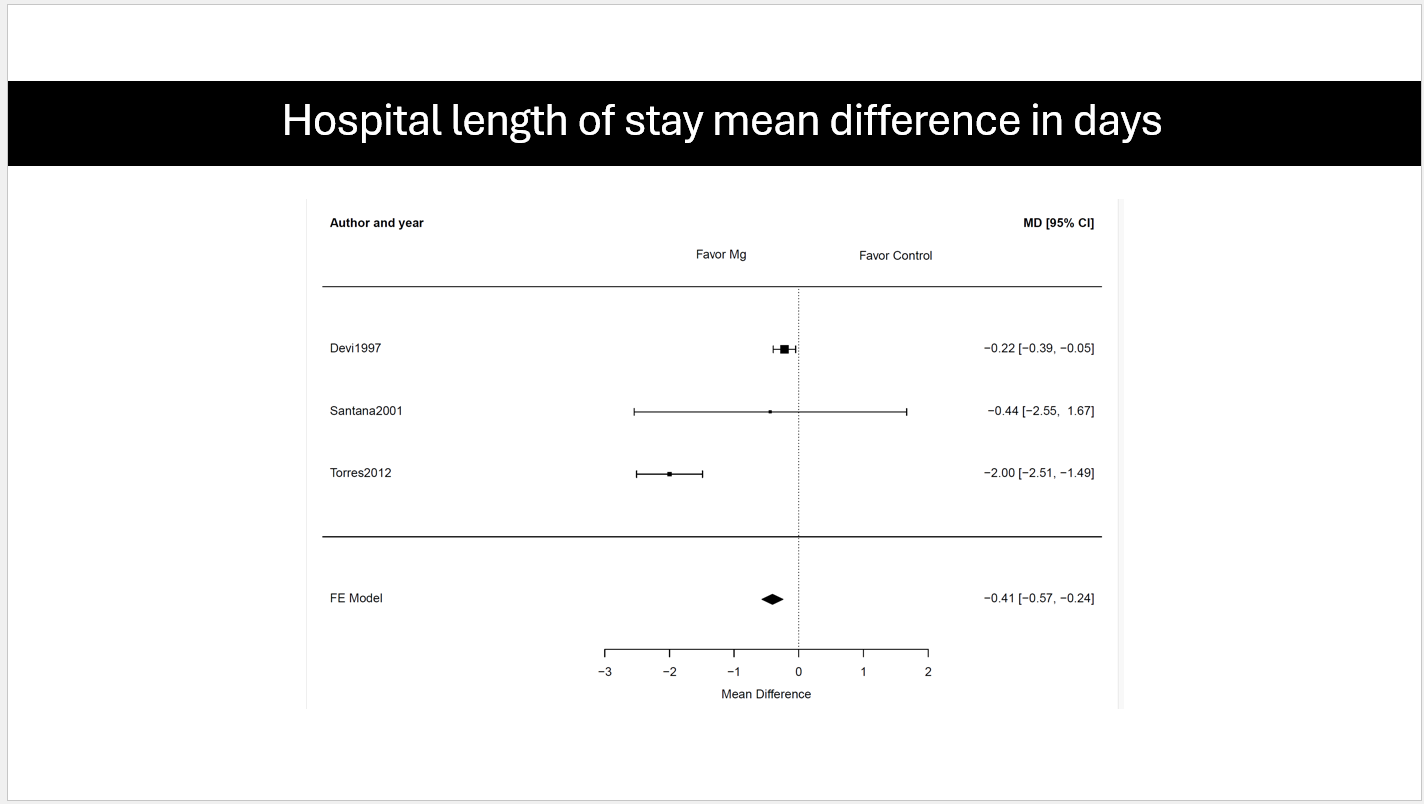 Hospital length of stay mean difference in days
Author and year MD [95% CI]
Favor Mg Favor Control
Devi1997 −0.22 [−0.39, −0.05]
Santana2001 −0.44 [−2.55, 1.67]
Torres2012 −2.00 [−2.51, −1.49]
FE Model −0.41 [−0.57, −0.24]
−3 −2 −1 0 1 2
Mean Difference